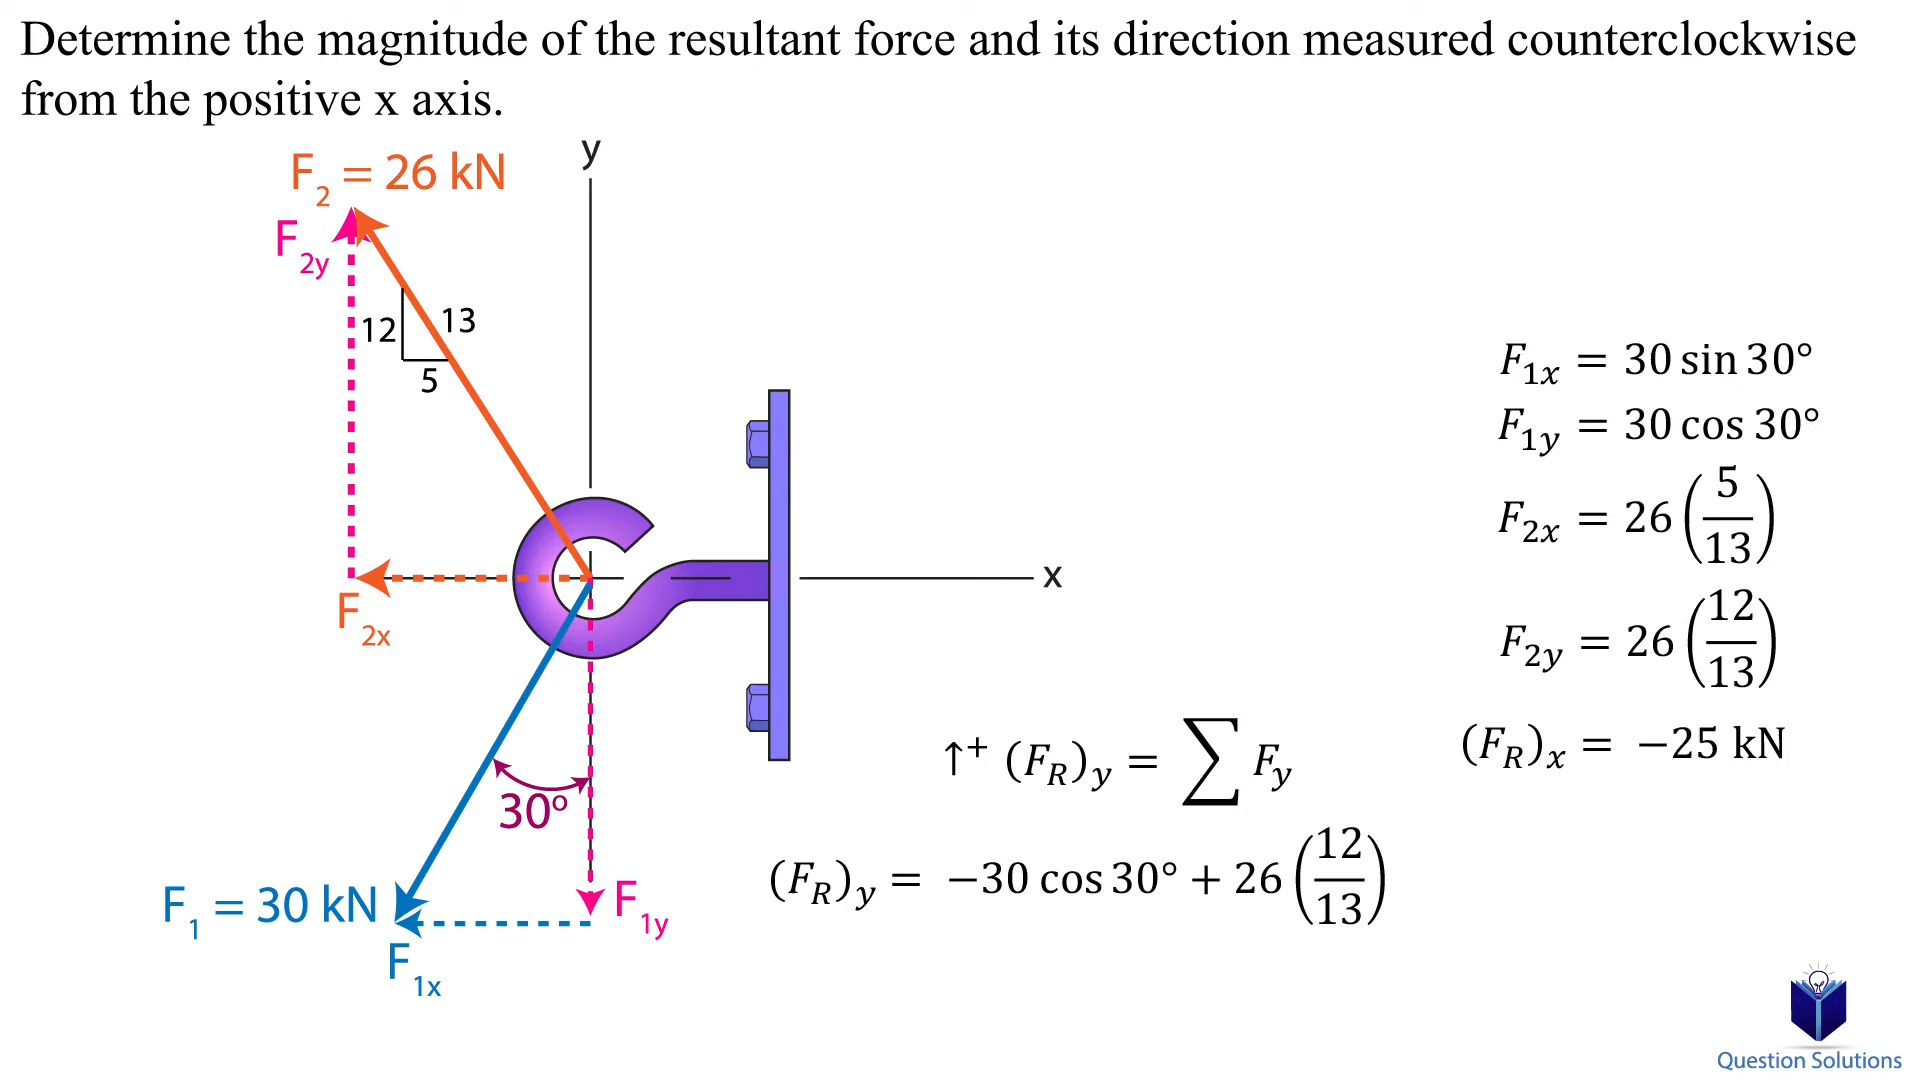 Determine the magnitude of the resultant force and its direction measured counterclockwise
from the positive x axis.
y
F₂ = 26 kN
F₂y
12
13
5
F₂ₓ
x
30°
F₁ = 30 kN
F₁y
F₁ₓ
F₁ₓ = 30 sin 30°
F₁y = 30 cos 30°
F₂ₓ = 26 (5/13)
F₂y = 26 (12/13)
(F_R)ₓ = −25 kN
↑⁺ (F_R)y = ∑ Fy
(F_R)y = −30 cos 30° + 26 (12/13)
Question Solutions